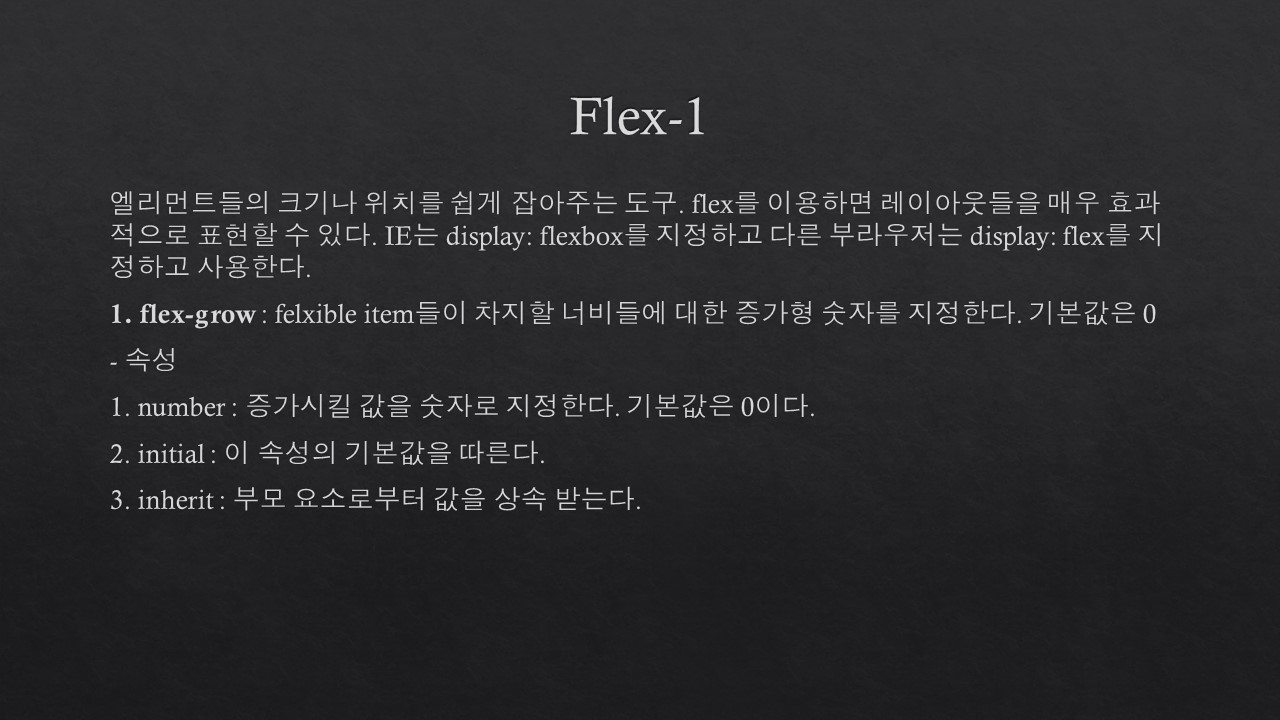 Flex-1
엘리먼트들의 크기나 위치를 쉽게 잡아주는 도구. flex를 이용하면 레이아웃들을 매우 효과
적으로 표현할 수 있다. IE는 display: flexbox를 지정하고 다른 부라우저는 display: flex를 지
정하고 사용한다.
1. flex-grow : felxible item들이 차지할 너비들에 대한 증가형 숫자를 지정한다. 기본값은 0
- 속성
1. number : 증가시킬 값을 숫자로 지정한다. 기본값은 0이다.
2. initial : 이 속성의 기본값을 따른다.
3. inherit : 부모 요소로부터 값을 상속 받는다.